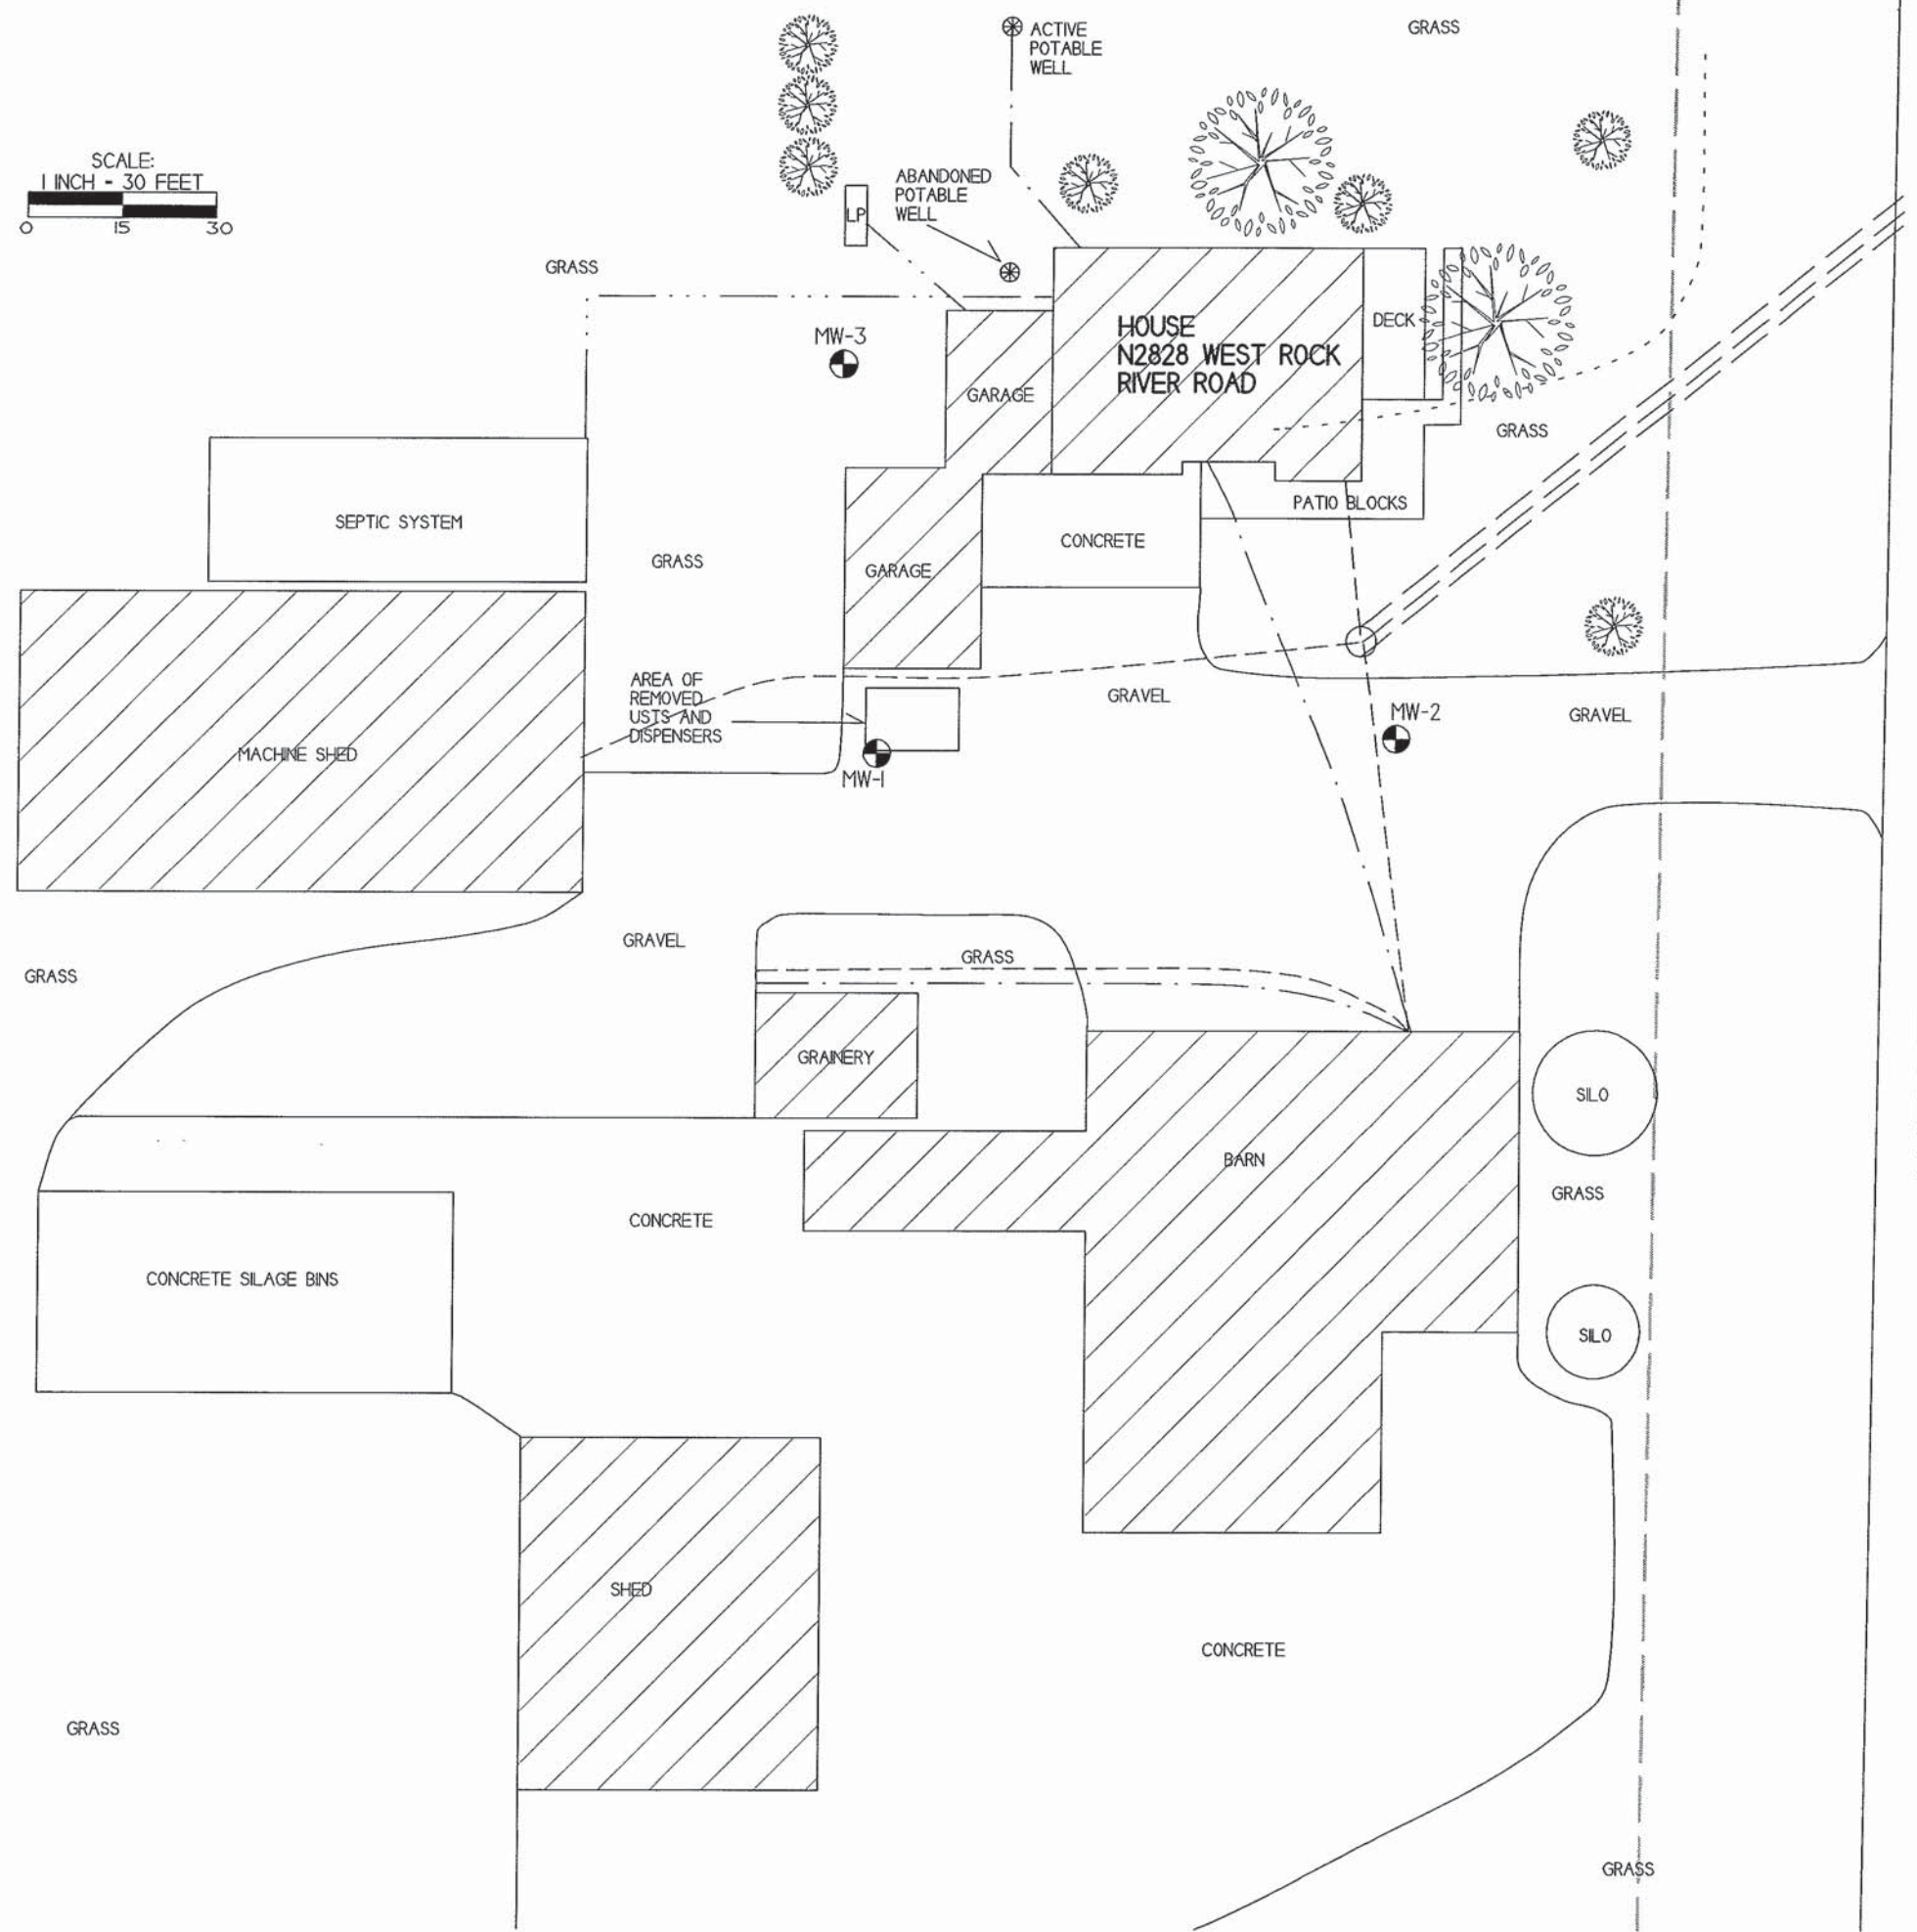 GRASS
ACTIVE
POTABLE
WELL
SCALE:
1 INCH = 30 FEET
0 15 30
ABANDONED
POTABLE
WELL
LP
GRASS
MW-3
HOUSE
N2828 WEST ROCK
RIVER ROAD
DECK
GARAGE
GRASS
SEPTIC SYSTEM
PATIO BLOCKS
CONCRETE
GRASS
GARAGE
AREA OF
REMOVED
USTS AND
DISPENSERS
GRAVEL
MW-2
GRAVEL
MACHINE SHED
MW-1
GRAVEL
GRASS
GRASS
GRAINERY
SILO
BARN
GRASS
CONCRETE
CONCRETE SILAGE BINS
SILO
SHED
CONCRETE
GRASS
GRASS